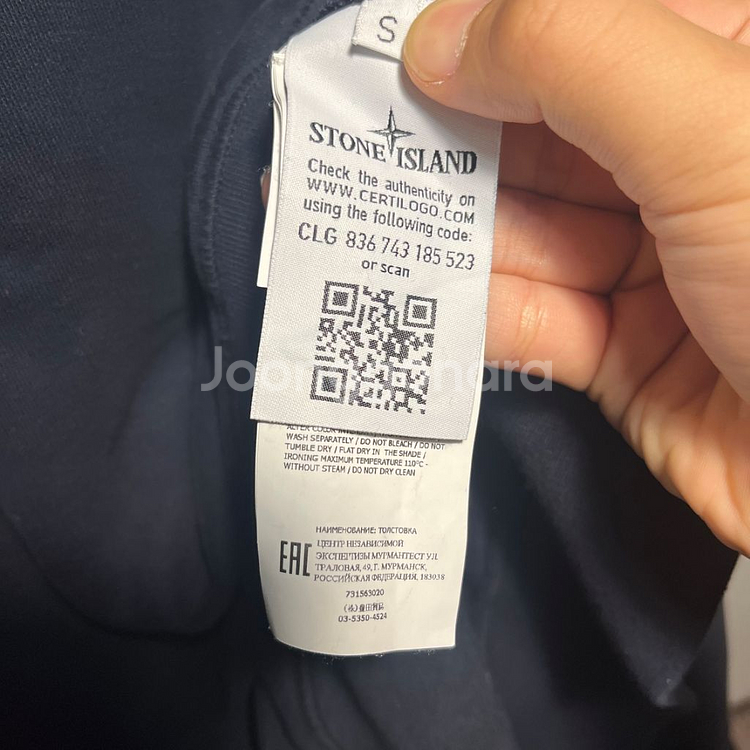 S
STONE ISLAND
Check the authenticity on
WWW.CERTILOGO.COM
using the following code:
CLG 836 743 185 523
or scan
WASH SEPARATELY / DO NOT BLEACH / DO NOT
TUMBLE DRY / FLAT DRY IN THE SHADE /
IRONING MAXIMUM TEMPERATURE 110°C -
WITHOUT STEAM / DO NOT DRY CLEAN
НАИМЕНОВАНИЕ: ТОЛСТОВКА
EAC
ЦЕНТР НЕЗАВИСИМОЙ
ЭКСПЕРТИЗЫ МУГМАНТЕСТ УЛ.
ТРАЛОВАЯ, 49, Г. МУРМАНСК,
РОССИЙСКАЯ ФЕДЕРАЦИЯ, 183038
731563020
03-5350-4524